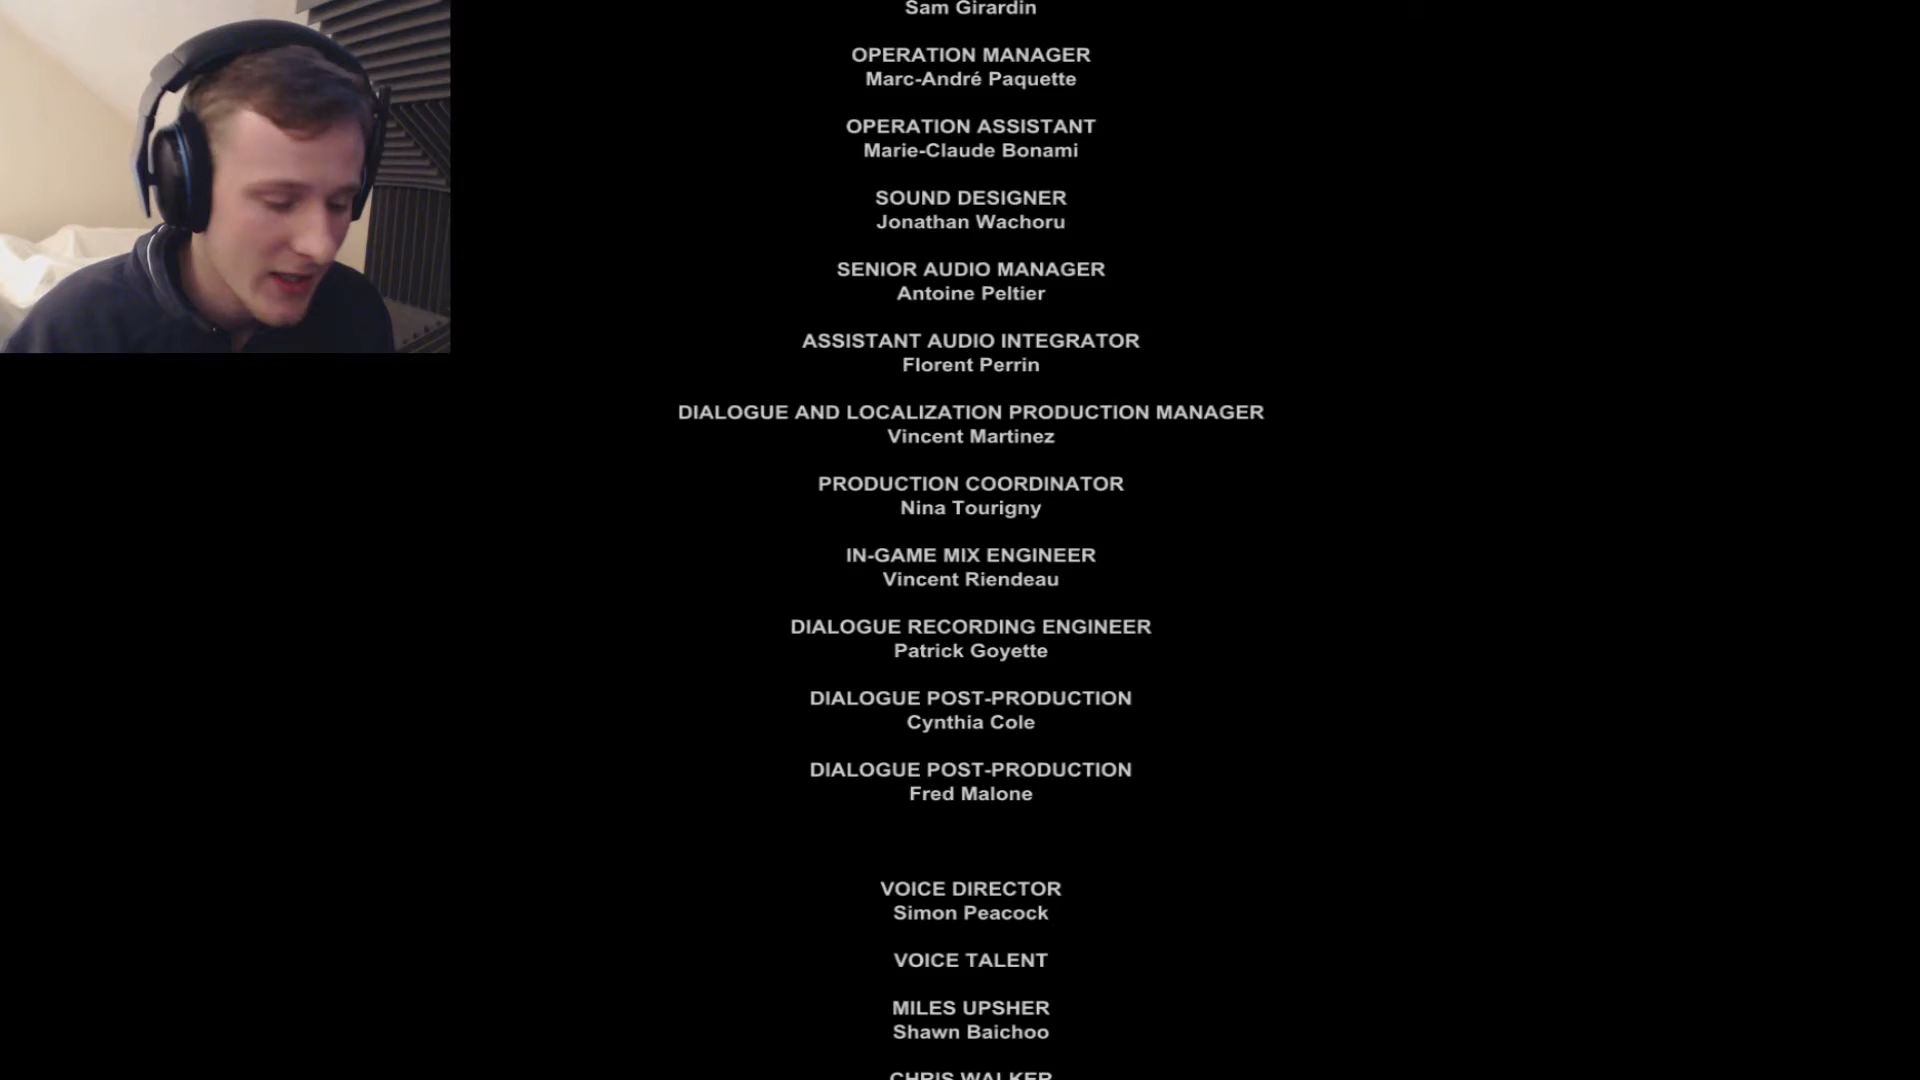 Sam Girardin
OPERATION MANAGER
Marc-André Paquette
OPERATION ASSISTANT
Marie-Claude Bonami
SOUND DESIGNER
Jonathan Wachoru
SENIOR AUDIO MANAGER
Antoine Peltier
ASSISTANT AUDIO INTEGRATOR
Florent Perrin
DIALOGUE AND LOCALIZATION PRODUCTION MANAGER
Vincent Martinez
PRODUCTION COORDINATOR
Nina Tourigny
IN-GAME MIX ENGINEER
Vincent Riendeau
DIALOGUE RECORDING ENGINEER
Patrick Goyette
DIALOGUE POST-PRODUCTION
Cynthia Cole
DIALOGUE POST-PRODUCTION
Fred Malone
VOICE DIRECTOR
Simon Peacock
VOICE TALENT
MILES UPSHER
Shawn Baichoo
CHRIS WALKER